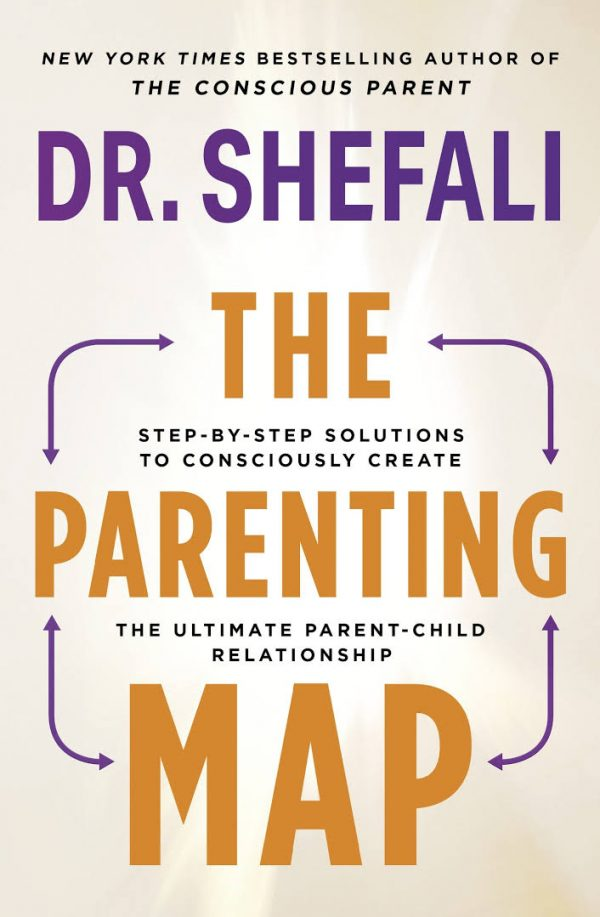 NEW YORK TIMES BESTSELLING AUTHOR OF
THE CONSCIOUS PARENT
DR. SHEFALI
THE
STEP-BY-STEP SOLUTIONS
TO CONSCIOUSLY CREATE
PARENTING
THE ULTIMATE PARENT-CHILD
RELATIONSHIP
MAP